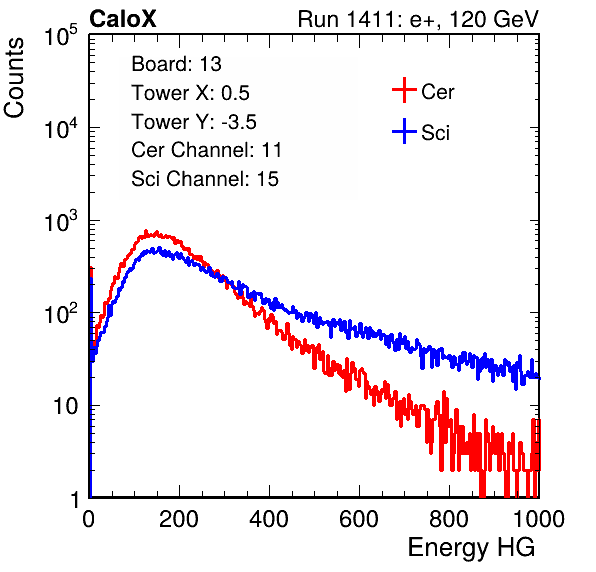 CaloX Run 1411: e+, 120 GeV
Counts
Board: 13
Tower X: 0.5
Tower Y: -3.5
Cer Channel: 11
Sci Channel: 15
Cer
Sci
10^5
10^4
10^3
10^2
10
1
0 200 400 600 800 1000
Energy HG